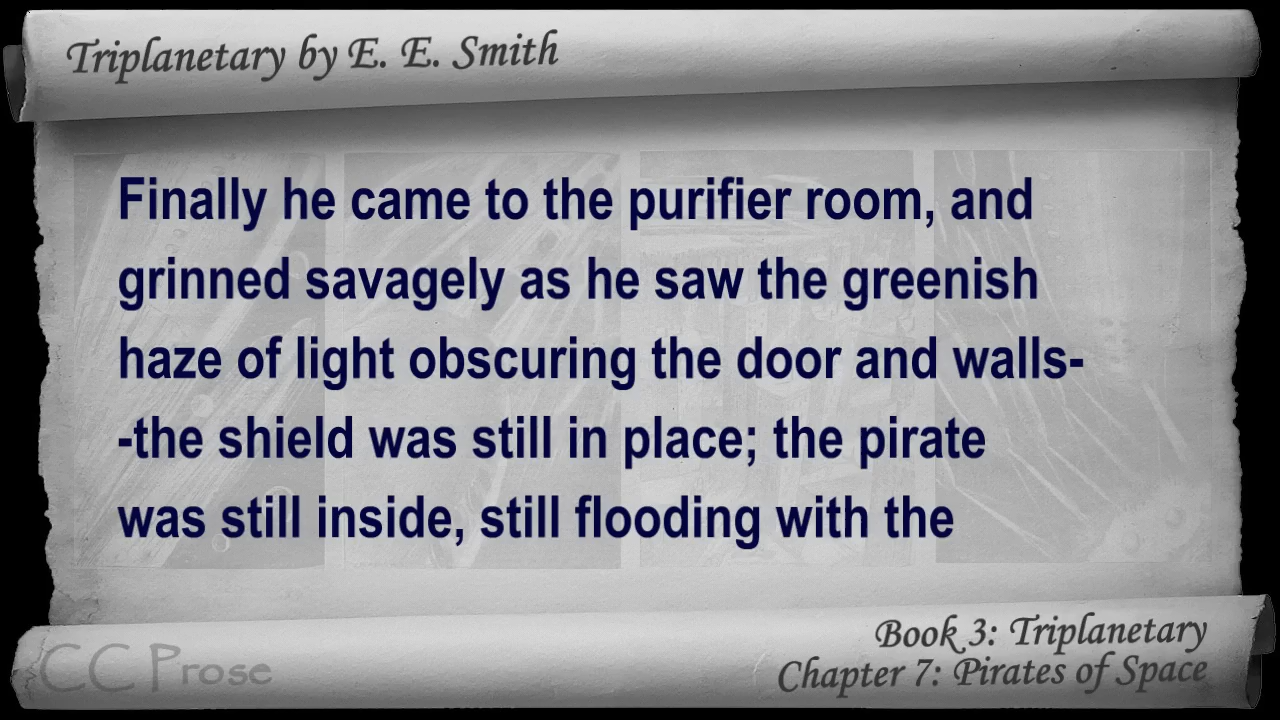 Triplanetary by E. E. Smith
Finally he came to the purifier room, and
grinned savagely as he saw the greenish
haze of light obscuring the door and walls-
-the shield was still in place; the pirate
was still inside, still flooding with the
Book 3: Triplanetary
Chapter 7: Pirates of Space
CC Prose